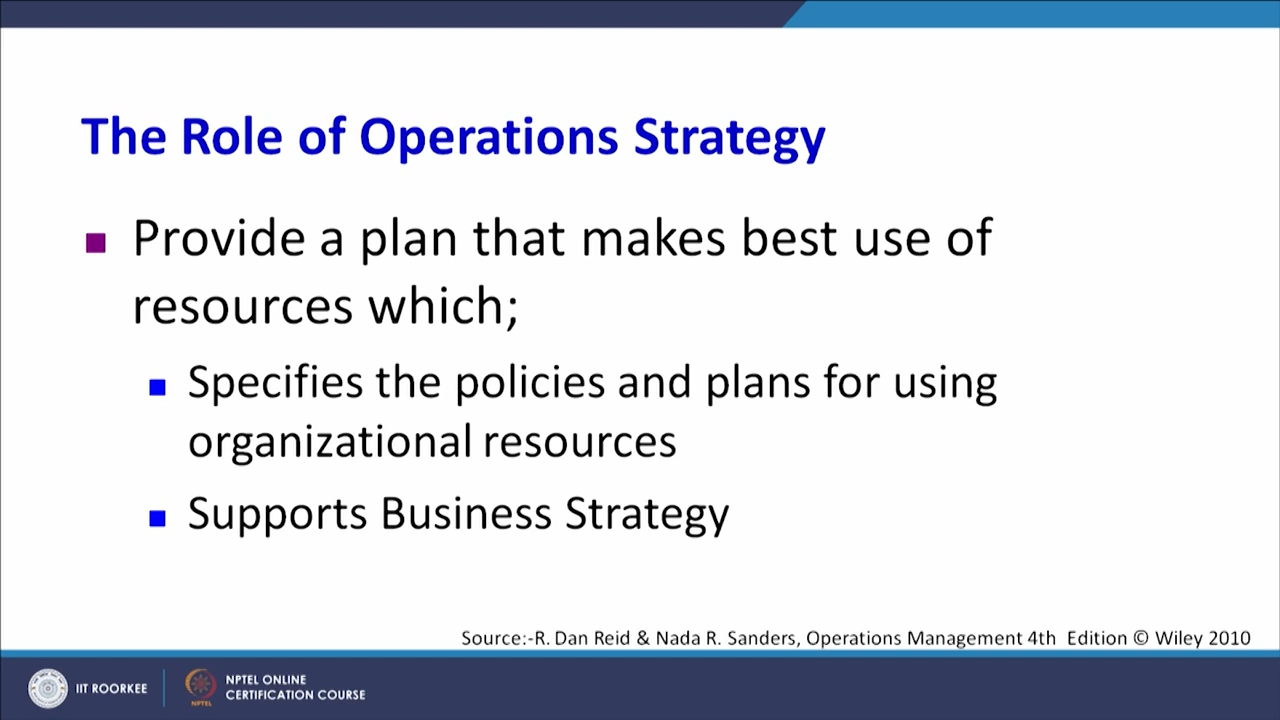 The Role of Operations Strategy
Provide a plan that makes best use of
resources which;
Specifies the policies and plans for using
organizational resources
Supports Business Strategy
Source:-R. Dan Reid & Nada R. Sanders, Operations Management 4th Edition © Wiley 2010
IIT ROORKEE
NPTEL
NPTEL ONLINE
CERTIFICATION COURSE